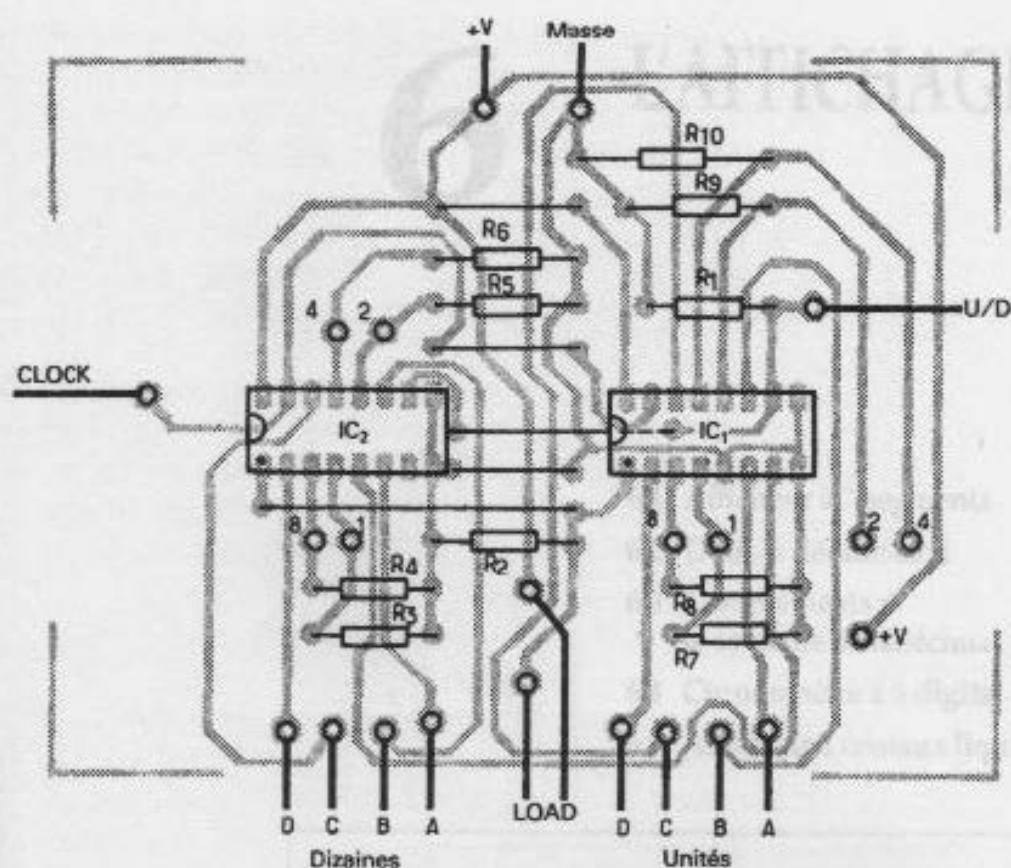 +V
Masse
R10
R9
R6
R1
R5
4
2
U/D
CLOCK
IC2
IC1
8
1
8
1
2
4
R2
R4
R8
R3
R7
+V
LOAD
D
C
B
A
D
C
B
A
Dizaines
Unités